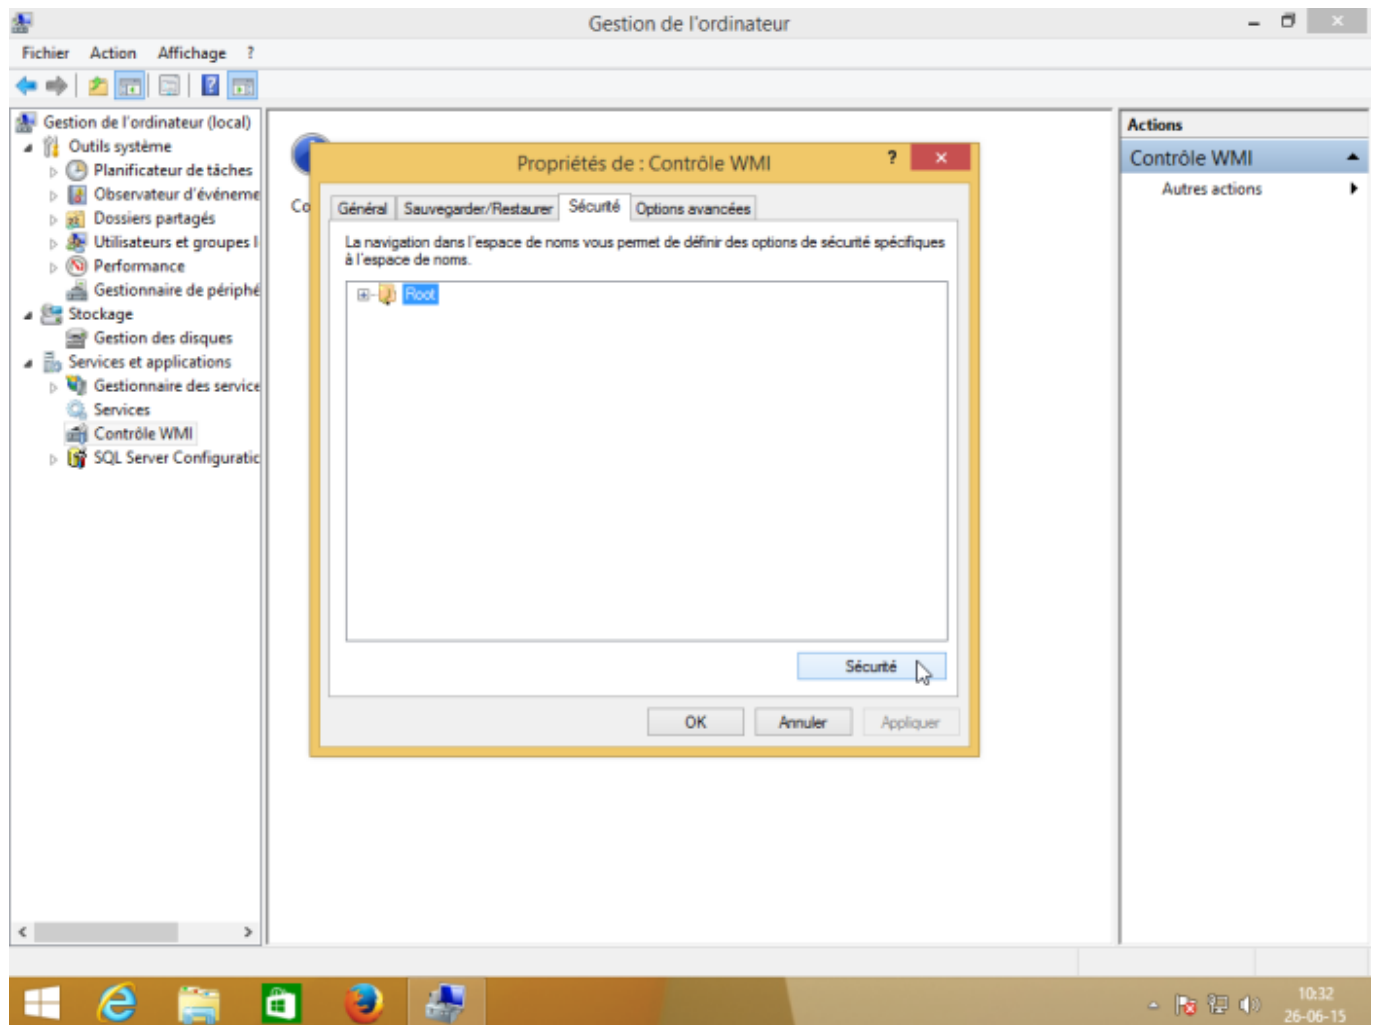 Gestion de l'ordinateur
Fichier Action Affichage ?
Gestion de l'ordinateur (local)
Outils système
Planificateur de tâches
Observateur d'événeme
Dossiers partagés
Utilisateurs et groupes l
Performance
Gestionnaire de périphé
Stockage
Gestion des disques
Services et applications
Gestionnaire des service
Services
Contrôle WMI
SQL Server Configuratic
Co
Propriétés de : Contrôle WMI
?
Général Sauvegarder/Restaurer Sécurité Options avancées
La navigation dans l'espace de noms vous permet de définir des options de sécurité spécifiques
à l'espace de noms.
Root
Sécurité
OK Annuler Appliquer
Actions
Contrôle WMI
Autres actions
10:32
26-06-15